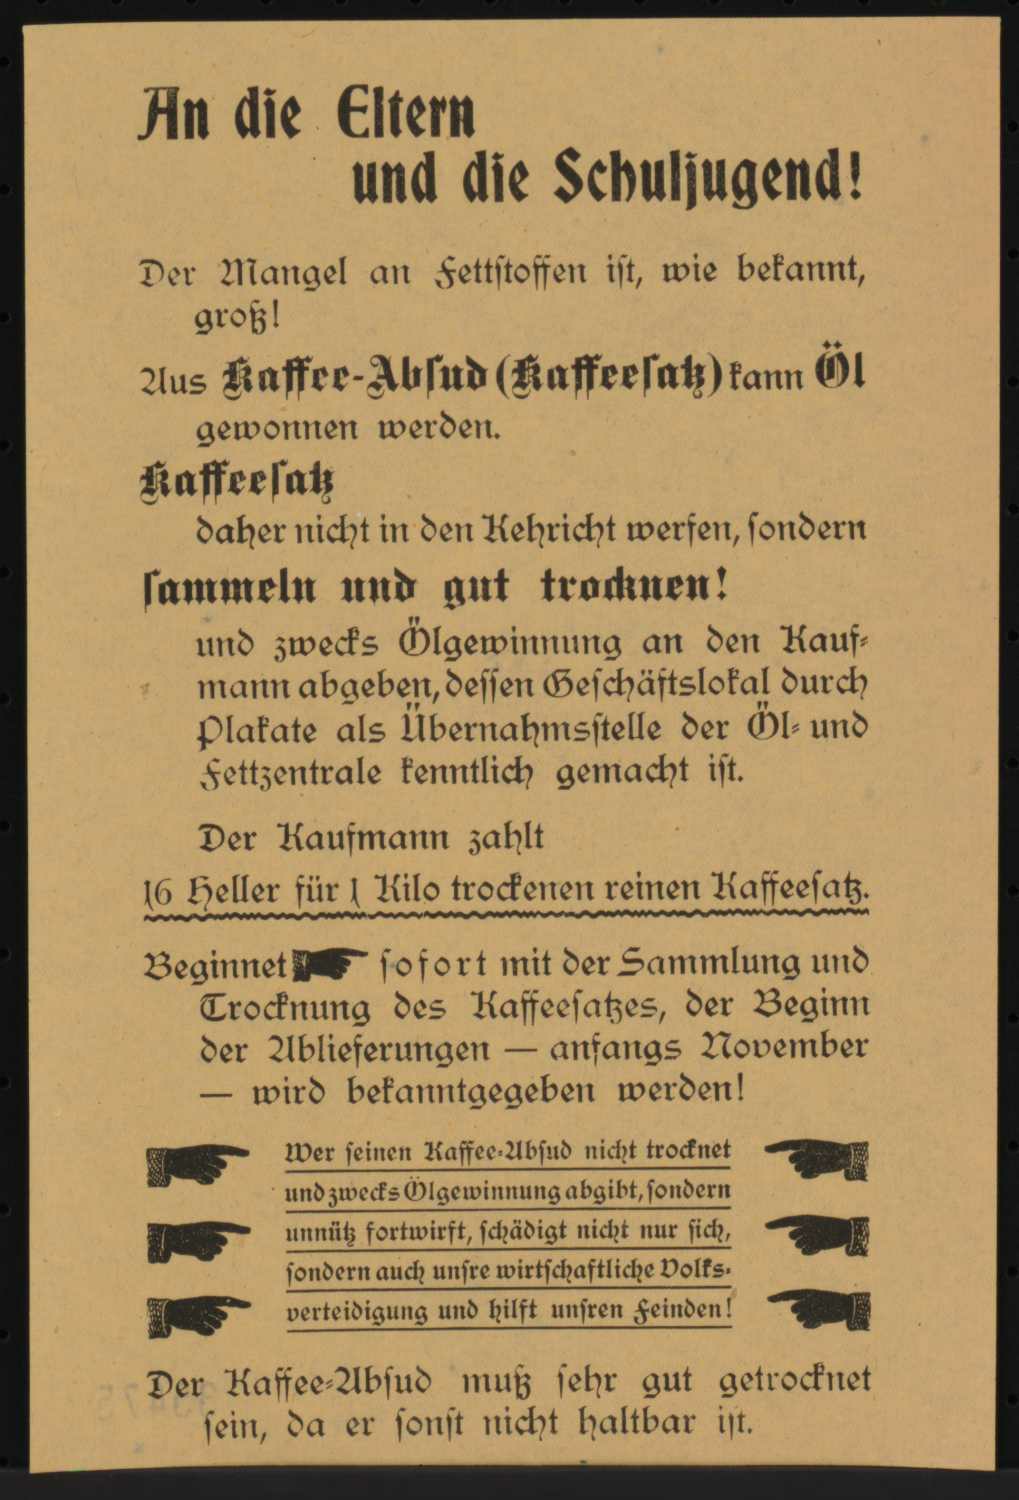 An die Eltern
und die Schuljugend!
Der Mangel an Fettstoffen ist, wie bekannt,
groß!
Aus Kaffee-Absud (Kaffeesatz) kann Öl
gewonnen werden.
Kaffeesatz
daher nicht in den Kehricht werfen, sondern
sammeln und gut trocknen!
und zwecks Ölgewinnung an den Kauf-
mann abgeben, dessen Geschäftslokal durch
Plakate als Übernahmsstelle der Öl- und
Fettzentrale kenntlich gemacht ist.
Der Kaufmann zahlt
16 Heller für 1 Kilo trockenen reinen Kaffeesatz.
Beginnet sofort mit der Sammlung und
Trocknung des Kaffeesatzes, der Beginn
der Ablieferungen — anfangs November
— wird bekanntgegeben werden!
Wer seinen Kaffee-Absud nicht trocknet
und zwecks Ölgewinnung abgibt, sondern
unnütz fortwirft, schädigt nicht nur sich,
sondern auch unsre wirtschaftliche Volks-
verteidigung und hilft unsren Feinden!
Der Kaffee-Absud muß sehr gut getrocknet
sein, da er sonst nicht haltbar ist.